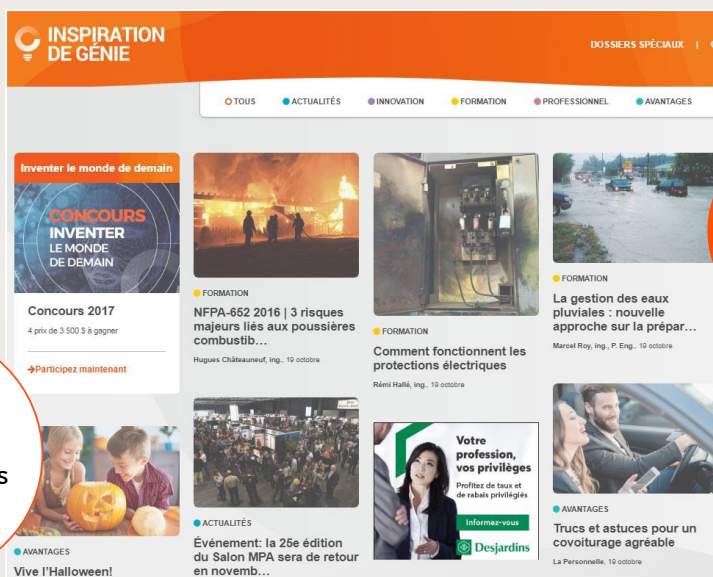 INSPIRATION
DE GÉNIE
DOSSIERS SPÉCIAUX |
TOUS
ACTUALITÉS
INNOVATION
FORMATION
PROFESSIONNEL
AVANTAGES
Inventer le monde de demain
CONCOURS
INVENTER
LE MONDE
DE DEMAIN
Concours 2017
4 prix de 3 500 $ à gagner
→Participez maintenant
FORMATION
NFPA-652 2016 | 3 risques
majeurs liés aux poussières
combustib…
Hugues Châteauneuf, ing., 19 octobre
FORMATION
Comment fonctionnent les
protections électriques
Rémi Hallé, ing., 19 octobre
FORMATION
La gestion des eaux
pluviales : nouvelle
approche sur la prépar…
Marcel Roy, ing., P. Eng., 19 octobre
S
AVANTAGES
Vive l'Halloween!
ACTUALITÉS
Événement: la 25e édition
du Salon MPA sera de retour
en novemb…
Votre
profession,
vos privilèges
Profitez de taux et
de rabais privilégiés
Informez-vous
Desjardins
AVANTAGES
Trucs et astuces pour un
covoiturage agréable
La Personnelle, 19 octobre